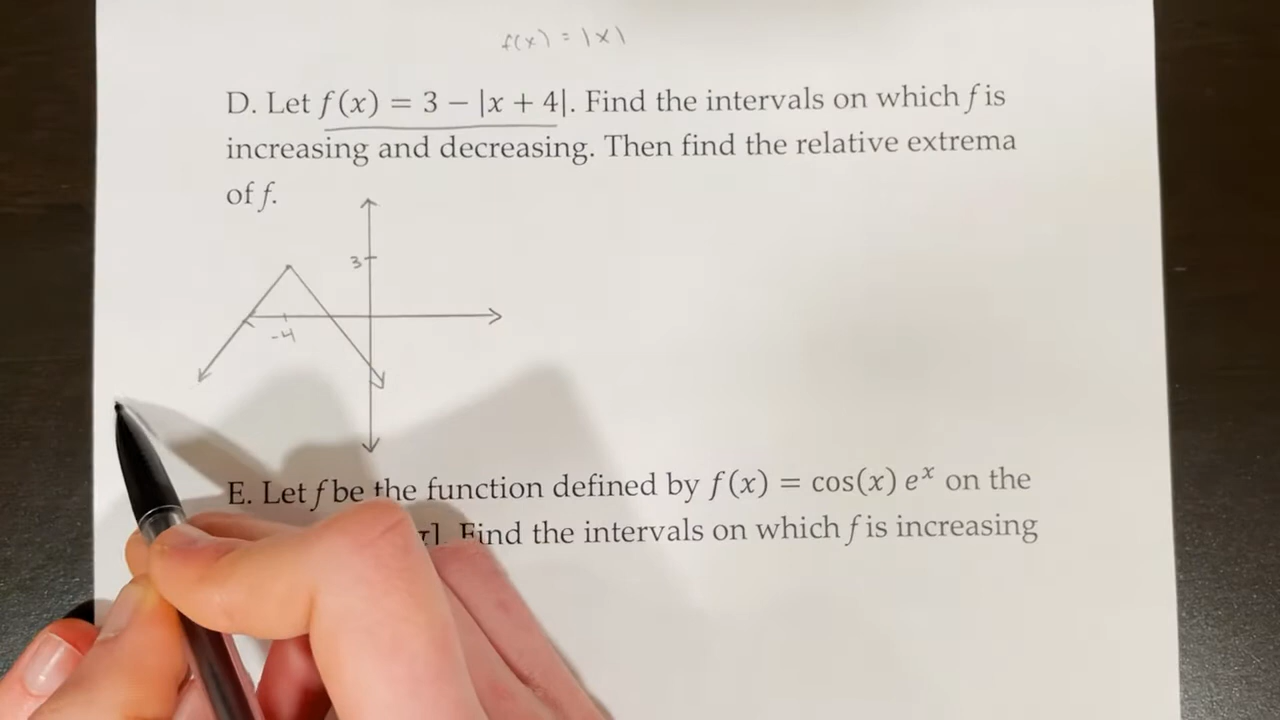 f(x) = |x|
D. Let f(x) = 3 − |x + 4|. Find the intervals on which f is
increasing and decreasing. Then find the relative extrema
of f.
3
-4
E. Let f be the function defined by f(x) = cos(x) eˣ on the
]. Find the intervals on which f is increasing